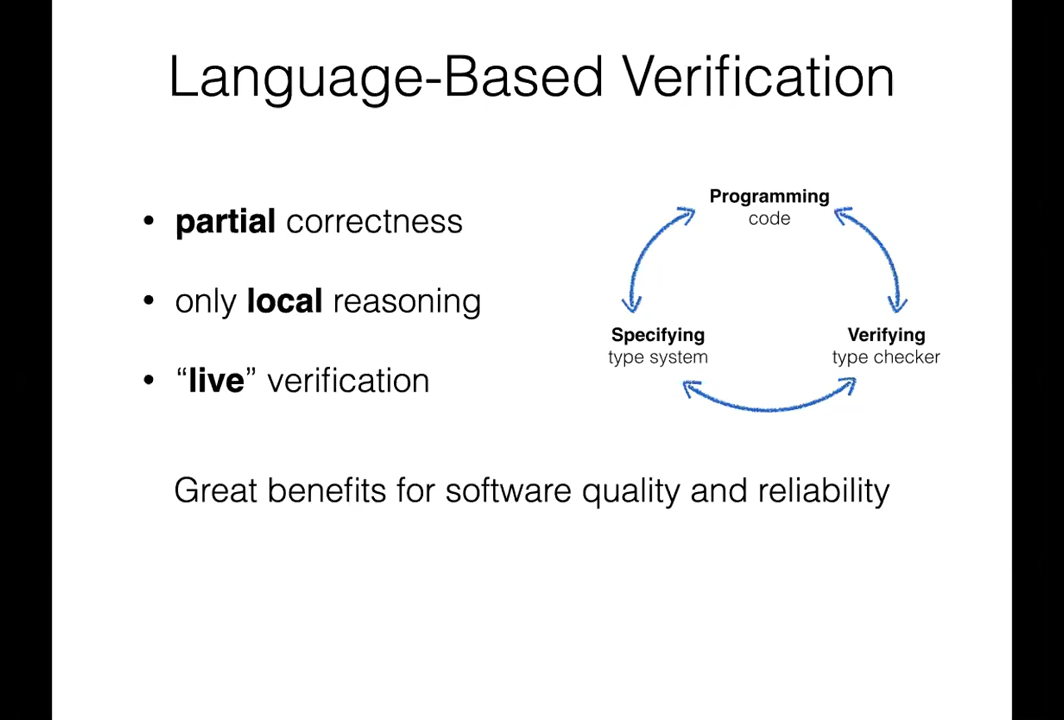 Language-Based Verification
• partial correctness
• only local reasoning
• “live” verification
Programming
code
Specifying
type system
Verifying
type checker
Great benefits for software quality and reliability